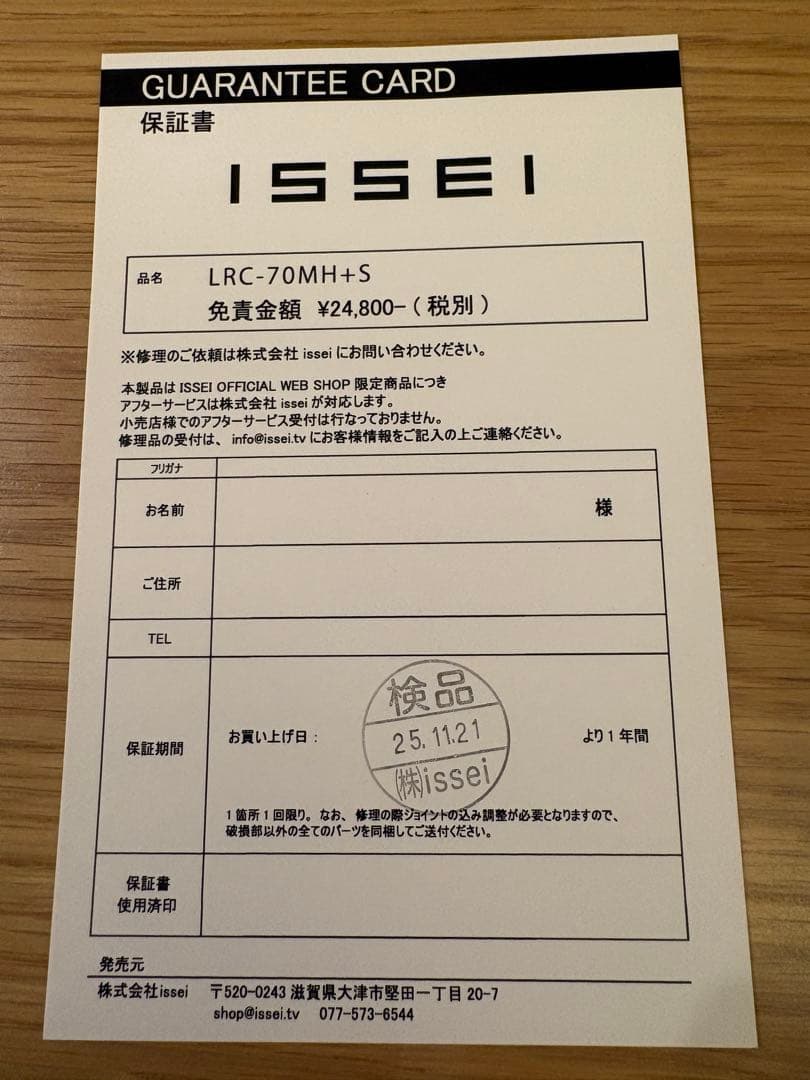 GUARANTEE CARD
保証書
ISSEI
品名 LRC-70MH+S
免責金額 ¥24,800-（税別）
※修理のご依頼は株式会社 issei にお問い合わせください。
本製品は ISSEI OFFICIAL WEB SHOP 限定商品につき
アフターサービスは株式会社 issei が対応します。
小売店様でのアフターサービス受付は行なっておりません。
修理品の受付は、info@issei.tv にお客様情報をご記入の上ご連絡ください。
フリガナ
お名前 様
ご住所
TEL
検品
25.11.21
㈱issei
保証期間 お買い上げ日： より1年間
1箇所1回限り。なお、修理の際ジョイントの込み調整が必要となりますので、
破損部以外の全てのパーツを同梱してご送付ください。
保証書
使用済印
発売元
株式会社issei 〒520-0243 滋賀県大津市堅田一丁目 20-7
shop@issei.tv 077-573-6544